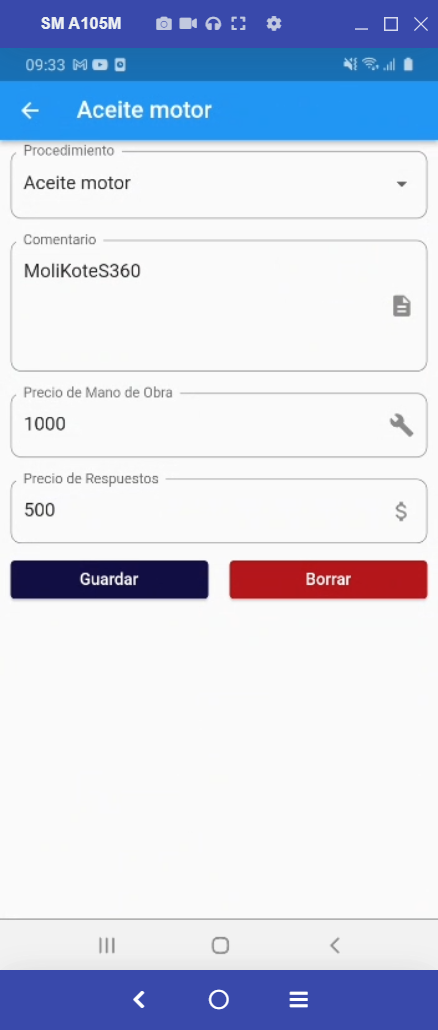 SM A105M
09:33
Aceite motor
Procedimiento
Aceite motor
Comentario
MoliKoteS360
Precio de Mano de Obra
1000
Precio de Respuestos
500
$
Guardar
Borrar